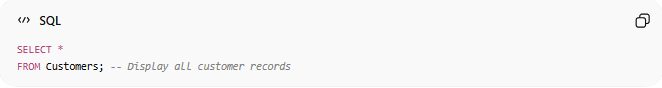 SQL
SELECT *
FROM Customers; -- Display all customer records